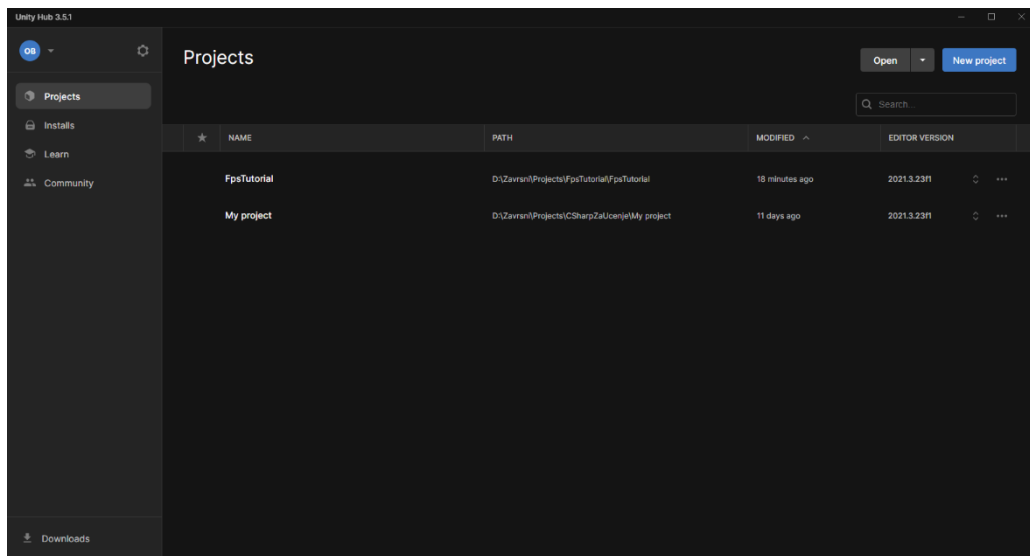 Unity Hub 3.5.1
OB
Projects
Open
New project
Projects
Installs
Learn
Community
Search...
NAME PATH MODIFIED EDITOR VERSION
FpsTutorial D:\Zavrsni\Projects\FpsTutorial\FpsTutorial 18 minutes ago 2021.3.23f1
My project D:\Zavrsni\Projects\CSharpZaUcenje\My project 11 days ago 2021.3.23f1
Downloads